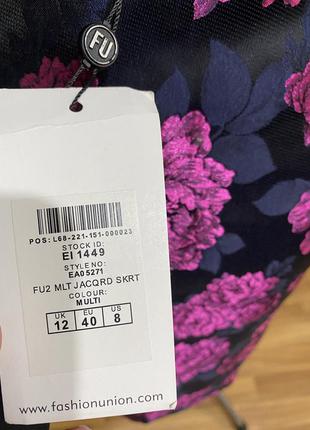 FU
POS: L68-221-151-000023
STOCK ID:
EI 1449
STYLE NO:
EA05271
FU2 MLT JACQRD SKRT
COLOUR:
MULTI
UK EU US
12 40 8
www.fashionunion.com